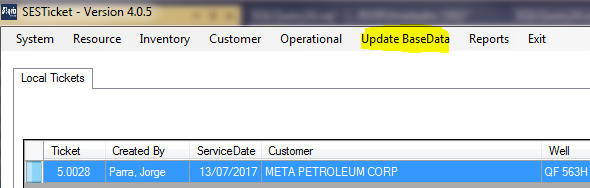 SESTicket - Version 4.0.5
System Resource Inventory Customer Operational Update BaseData Reports Exit
Local Tickets
Ticket Created By ServiceDate Customer Well
5.0028 Parra, Jorge 13/07/2017 META PETROLEUM CORP QF 563H